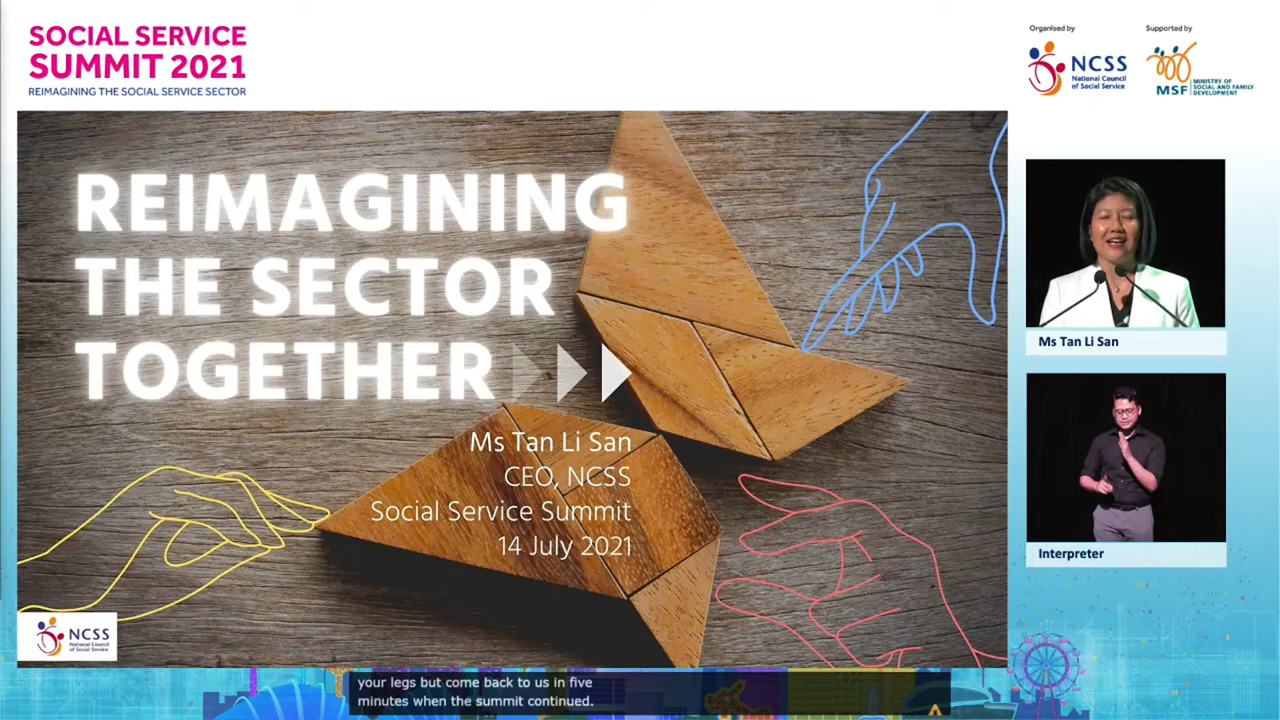 SOCIAL SERVICE
SUMMIT 2021
REIMAGINING THE SOCIAL SERVICE SECTOR
Organised by
NCSS
National Council
of Social Service
Supported by
MSF
MINISTRY OF
SOCIAL AND FAMILY
DEVELOPMENT
REIMAGINING
THE SECTOR
TOGETHER
Ms Tan Li San
CEO, NCSS
Social Service Summit
14 July 2021
Ms Tan Li San
Interpreter
NCSS
National Council
of Social Service
your legs but come back to us in five
minutes when the summit continued.